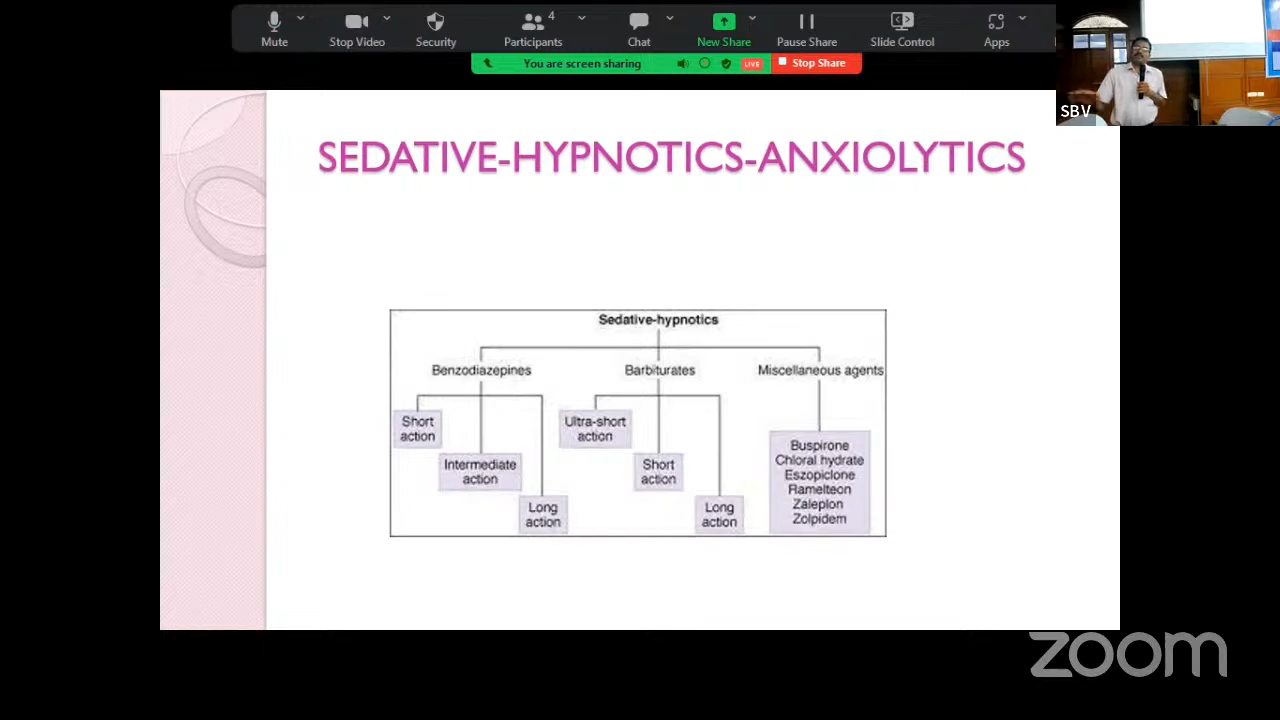 4
Mute
Stop Video
Security
Participants
Chat
New Share
Pause Share
Slide Control
Apps
You are screen sharing
LIVE
Stop Share
SBV
SEDATIVE-HYPNOTICS-ANXIOLYTICS
Sedative-hypnotics
Benzodiazepines
Barbiturates
Miscellaneous agents
Short
action
Intermediate
action
Long
action
Ultra-short
action
Short
action
Long
action
Buspirone
Chloral hydrate
Eszopiclone
Ramelteon
Zaleplon
Zolpidem
zoom